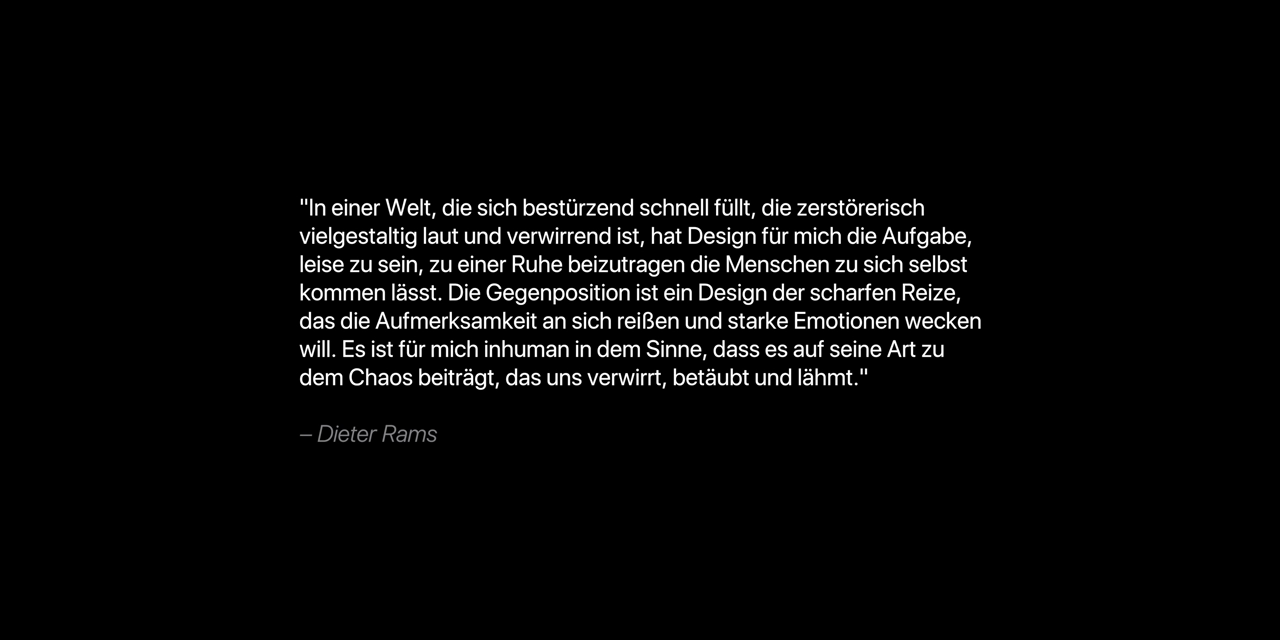 "In einer Welt, die sich bestürzend schnell füllt, die zerstörerisch
vielgestaltig laut und verwirrend ist, hat Design für mich die Aufgabe,
leise zu sein, zu einer Ruhe beizutragen die Menschen zu sich selbst
kommen lässt. Die Gegenposition ist ein Design der scharfen Reize,
das die Aufmerksamkeit an sich reißen und starke Emotionen wecken
will. Es ist für mich inhuman in dem Sinne, dass es auf seine Art zu
dem Chaos beiträgt, das uns verwirrt, betäubt und lähmt."
– Dieter Rams